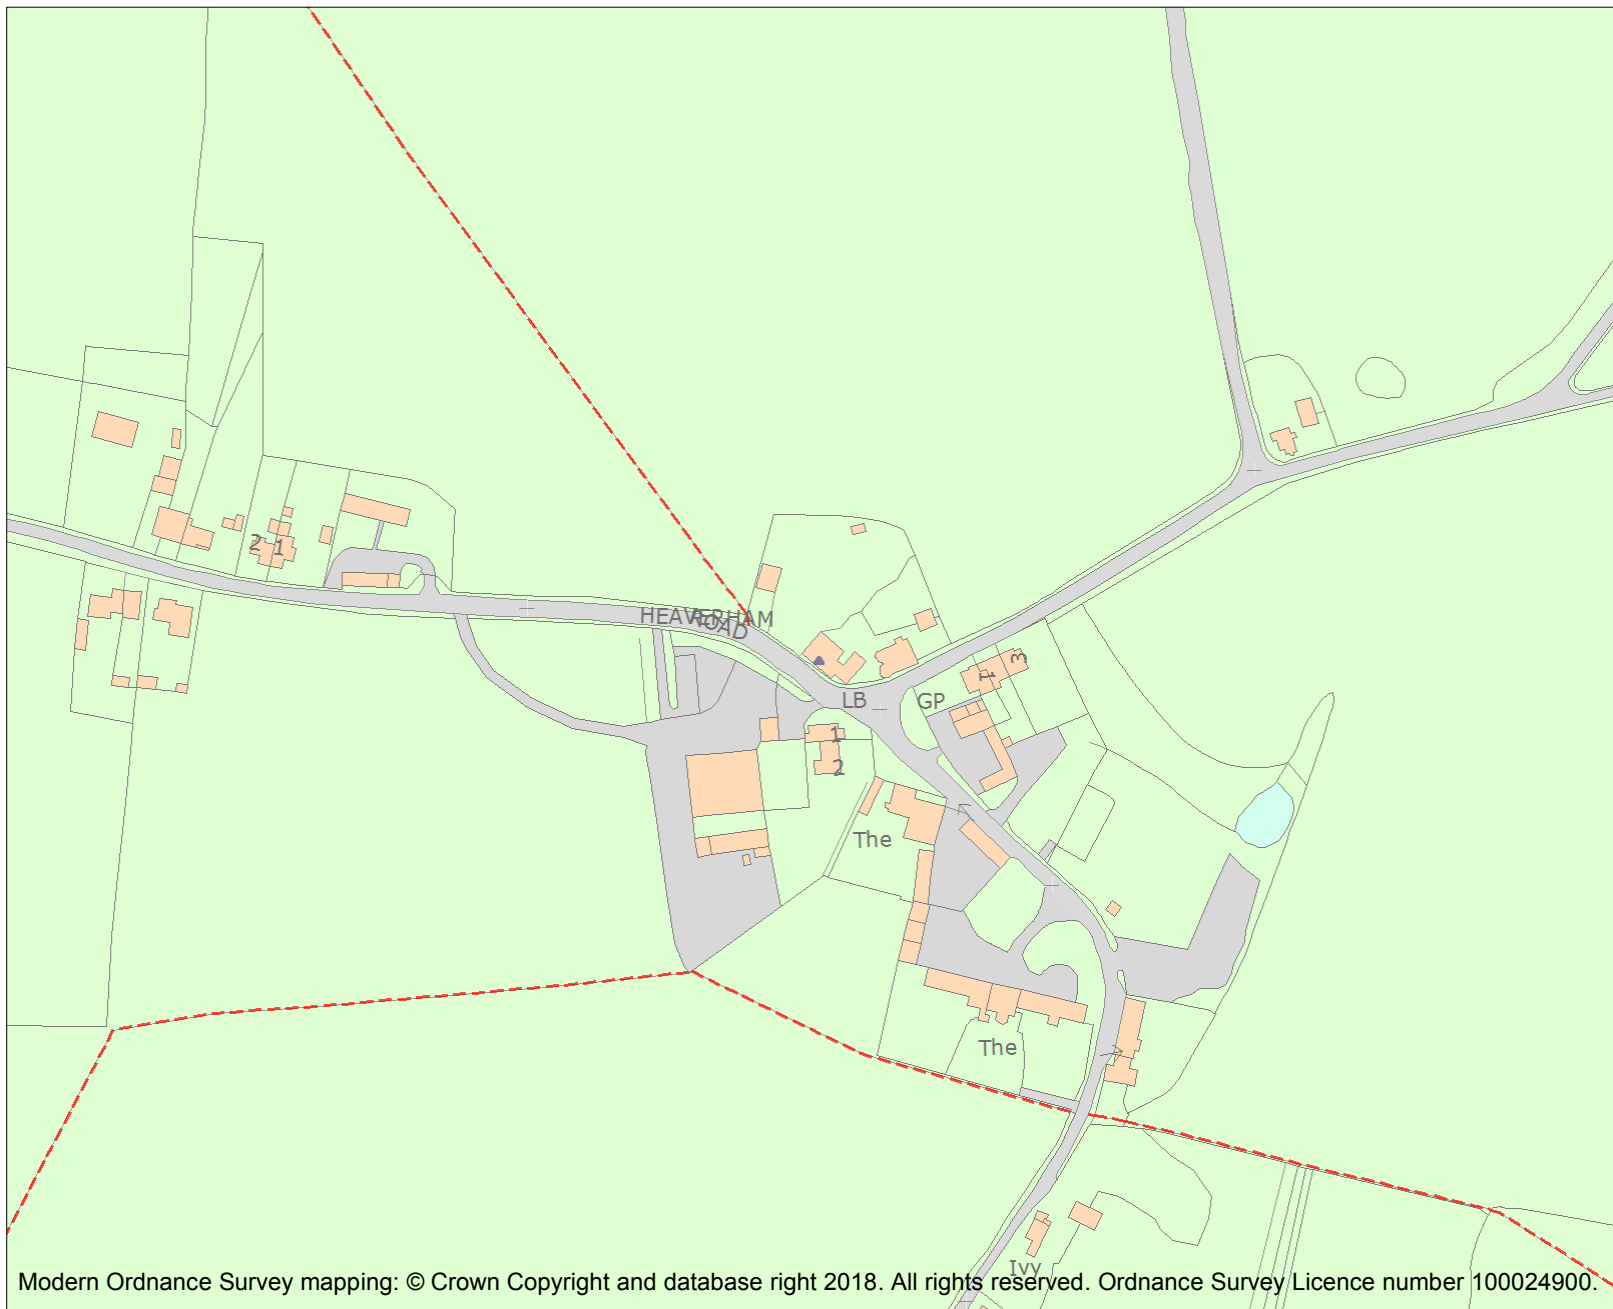 2 1
HEAVERHAM
ROAD
3
1
LB
GP
1
2
The
The
Ivy
Modern Ordnance Survey mapping: © Crown Copyright and database right 2018. All rights reserved. Ordnance Survey Licence number 100024900.